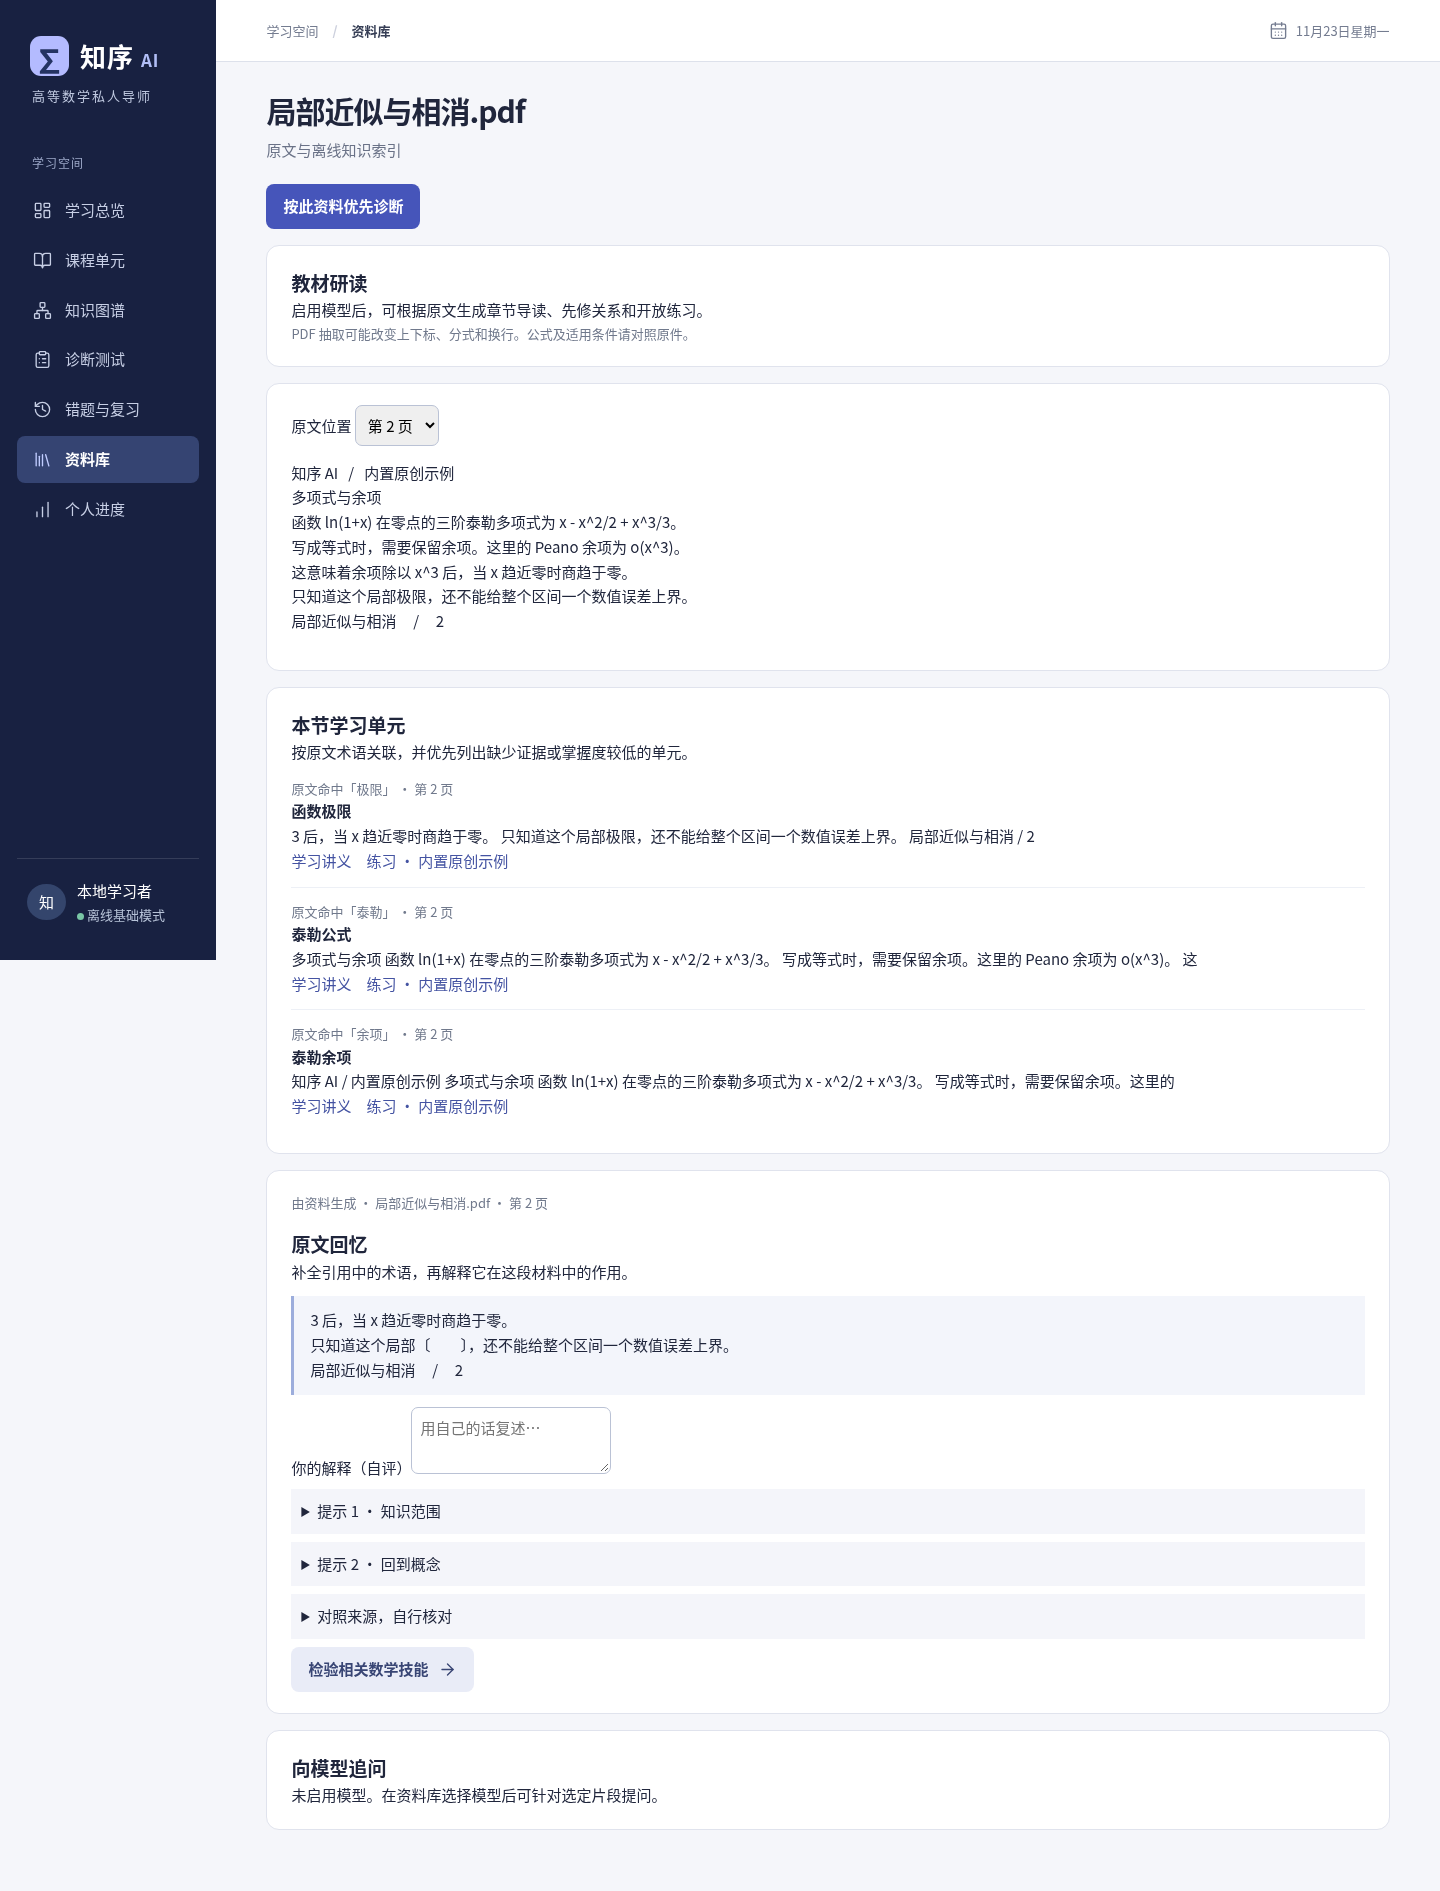 知序 AI
高等数学私人导师
学习空间
学习总览
课程单元
知识图谱
诊断测试
错题与复习
资料库
个人进度
知
本地学习者
离线基础模式
学习空间 / 资料库
11月23日星期一
局部近似与相消.pdf
原文与离线知识索引
按此资料优先诊断
教材研读
启用模型后，可根据原文生成章节导读、先修关系和开放练习。
PDF 抽取可能改变上下标、分式和换行。公式及适用条件请对照原件。
原文位置 第 2 页
知序 AI / 内置原创示例
多项式与余项
函数 ln(1+x) 在零点的三阶泰勒多项式为 x - x^2/2 + x^3/3。
写成等式时，需要保留余项。这里的 Peano 余项为 o(x^3)。
这意味着余项除以 x^3 后，当 x 趋近零时商趋于零。
只知道这个局部极限，还不能给整个区间一个数值误差上界。
局部近似与相消 / 2
本节学习单元
按原文术语关联，并优先列出缺少证据或掌握度较低的单元。
原文命中「极限」 · 第 2 页
函数极限
3 后，当 x 趋近零时商趋于零。 只知道这个局部极限，还不能给整个区间一个数值误差上界。 局部近似与相消 / 2
学习讲义 练习 · 内置原创示例
原文命中「泰勒」 · 第 2 页
泰勒公式
多项式与余项 函数 ln(1+x) 在零点的三阶泰勒多项式为 x - x^2/2 + x^3/3。 写成等式时，需要保留余项。这里的 Peano 余项为 o(x^3)。 这
学习讲义 练习 · 内置原创示例
原文命中「余项」 · 第 2 页
泰勒余项
知序 AI / 内置原创示例 多项式与余项 函数 ln(1+x) 在零点的三阶泰勒多项式为 x - x^2/2 + x^3/3。 写成等式时，需要保留余项。这里的
学习讲义 练习 · 内置原创示例
由资料生成 · 局部近似与相消.pdf · 第 2 页
原文回忆
补全引用中的术语，再解释它在这段材料中的作用。
3 后，当 x 趋近零时商趋于零。
只知道这个局部〔　　〕，还不能给整个区间一个数值误差上界。
局部近似与相消 / 2
你的解释（自评） 用自己的话复述…
提示 1 · 知识范围
提示 2 · 回到概念
对照来源，自行核对
检验相关数学技能
向模型追问
未启用模型。在资料库选择模型后可针对选定片段提问。